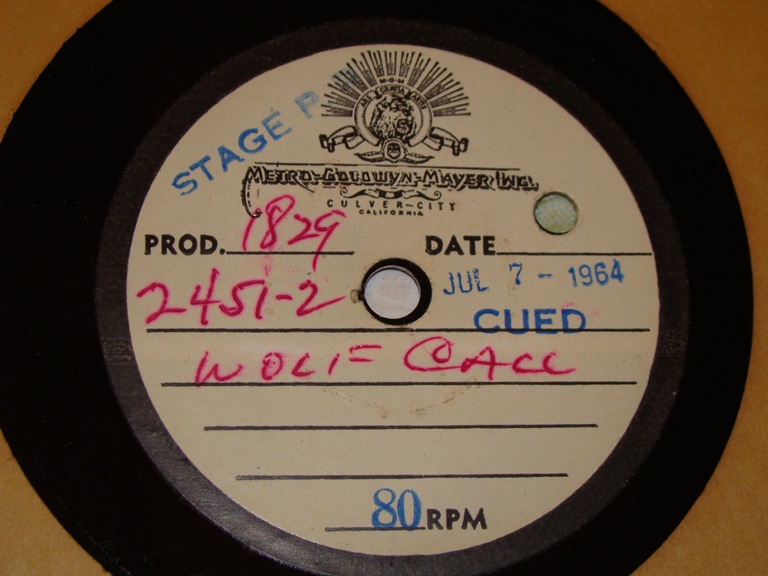 STAGE P
M-G-M
METRO-GOLDWYN-MAYER INC.
CULVER-CITY
CALIFORNIA
PROD. 1829 DATE
JUL 7 - 1964
2451-2
CUED
WOLF CALL
80 RPM